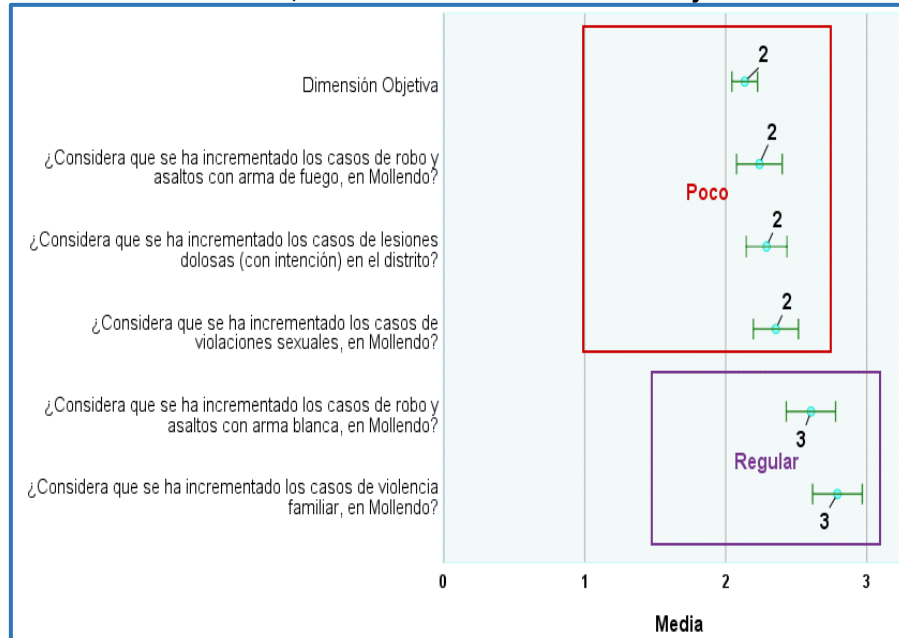 Dimensión Objetiva
2
¿Considera que se ha incrementado los casos de robo y
asaltos con arma de fuego, en Mollendo?
2
Poco
¿Considera que se ha incrementado los casos de lesiones
dolosas (con intención) en el distrito?
2
¿Considera que se ha incrementado los casos de
violaciones sexuales, en Mollendo?
2
¿Considera que se ha incrementado los casos de robo y
asaltos con arma blanca, en Mollendo?
3
Regular
¿Considera que se ha incrementado los casos de violencia
familiar, en Mollendo?
3
0 1 2 3
Media